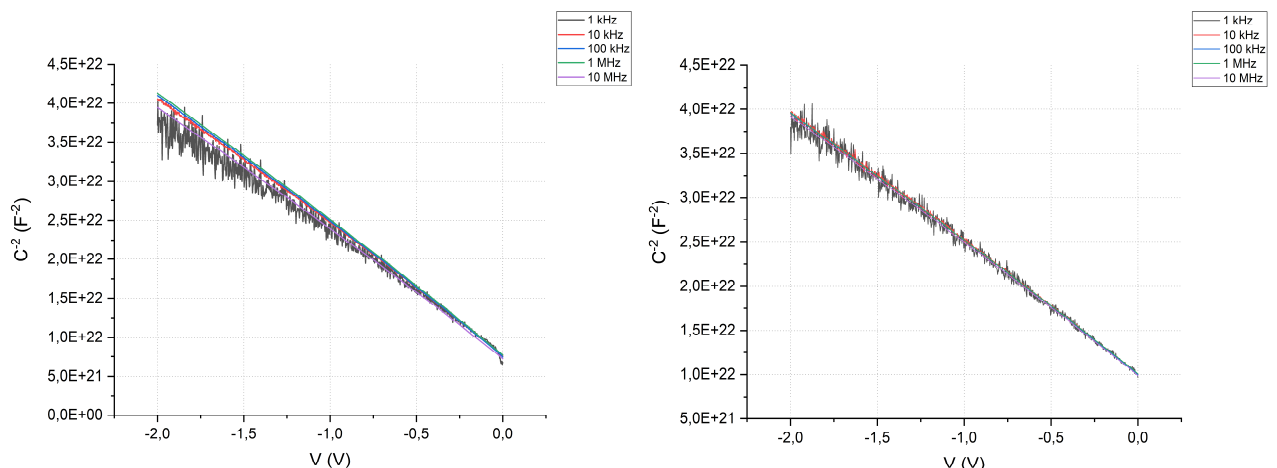 1 kHz
10 kHz
100 kHz
1 MHz
10 MHz
4,5E+22
4,0E+22
3,5E+22
3,0E+22
2,5E+22
2,0E+22
1,5E+22
1,0E+22
5,0E+21
0,0E+00
C⁻² (F⁻²)
-2,0 -1,5 -1,0 -0,5 0,0
V (V)
1 kHz
10 kHz
100 kHz
1 MHz
10 MHz
4,5E+22
4,0E+22
3,5E+22
3,0E+22
2,5E+22
2,0E+22
1,5E+22
1,0E+22
5,0E+21
C⁻² (F⁻²)
-2,0 -1,5 -1,0 -0,5 0,0
V (V)